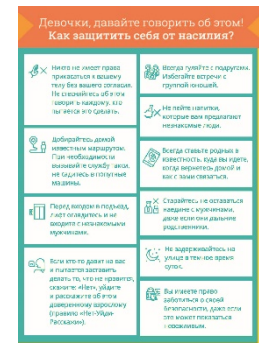 Девочки, давайте говорить об этом!
Как защитить себя от насилия?
Никто не имеет права
прикасаться к вашему
телу без вашего согласия.
Не стесняйтесь об этом
говорить каждому, кто
пытается это сделать.
Добирайтесь домой
известным маршрутом.
При необходимости
вызывайте службу такси,
не садитесь в попутные
машины.
Перед входом в подъезд,
лифт оглядитесь и не
входите с незнакомыми
мужчинами.
Если кто-то давит на вас
и пытается заставить
делать то, что не нравится,
скажите: «Нет», уйдите
и расскажите об этом
доверенному взрослому
(правило «Нет-Уйди-
Расскажи»).
Всегда гуляйте с подругами.
Избегайте встречи с
группой юношей.
Не пейте напитки,
которые вам предлагают
незнакомые люди.
Всегда ставьте родных в
известность, куда вы идете,
когда вернетесь домой и
как с вами связаться.
Старайтесь не оставаться
наедине с мужчинами,
даже если они дальние
родственники.
Не задерживайтесь на
улице в темное время
суток.
Вы имеете право
заботиться о своей
безопасности, даже если
это может показаться
невежливым.